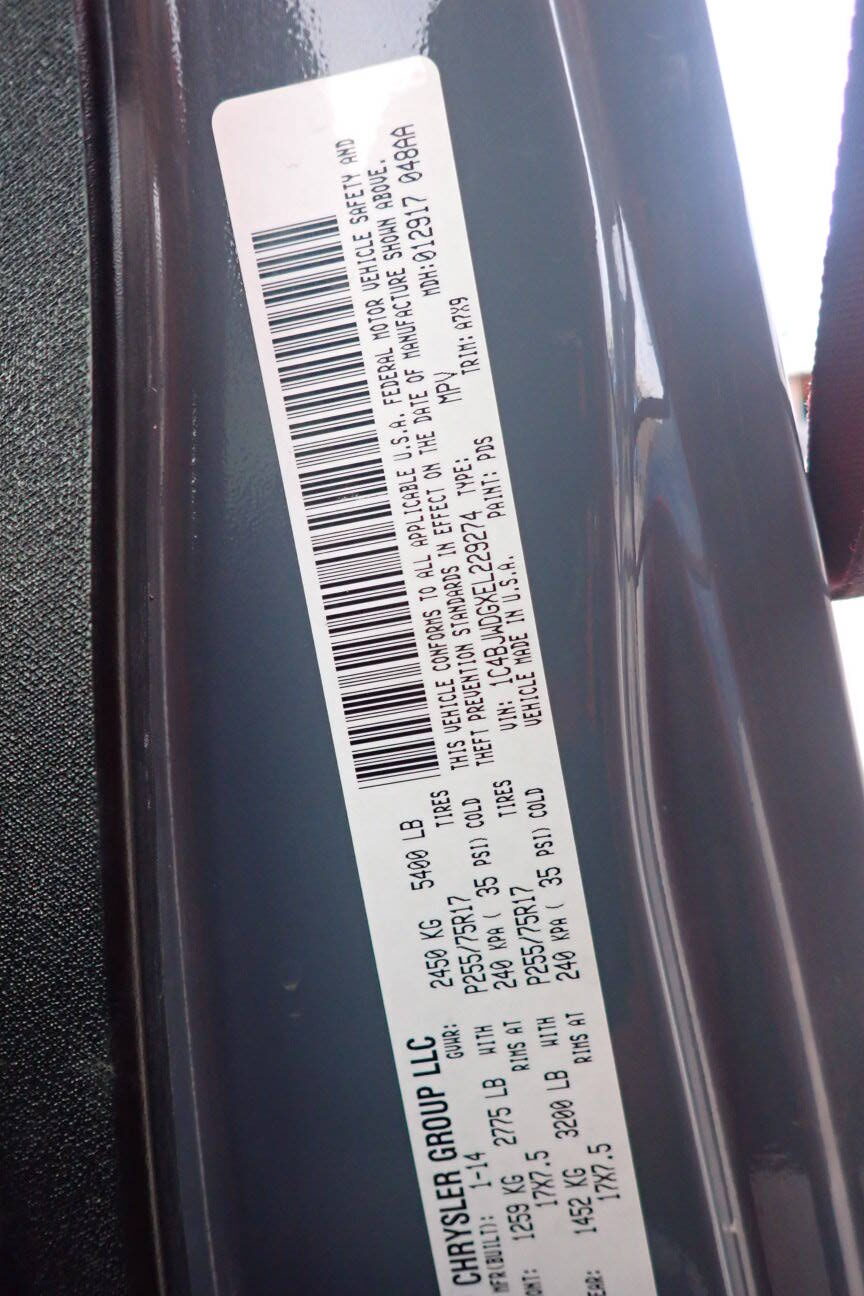 CHRYSLER GROUP LLC
MFR(BUILT): 1-14 GVWR: 2450 KG 5400 LB
1259 KG 2775 LB WITH P255/75R17 TIRES
17X7.5 RIMS AT 240 KPA ( 35 PSI) COLD
1452 KG 3200 LB WITH P255/75R17 TIRES
17X7.5 RIMS AT 240 KPA ( 35 PSI) COLD
THIS VEHICLE CONFORMS TO ALL APPLICABLE U.S.A. FEDERAL MOTOR VEHICLE SAFETY AND
THEFT PREVENTION STANDARDS IN EFFECT ON THE DATE OF MANUFACTURE SHOWN ABOVE.
VIN: 1C4BJWDGXEL229274 TYPE: MPV MDH:012917 048AA
VEHICLE MADE IN U.S.A. PAINT: PDS TRIM: A7X9